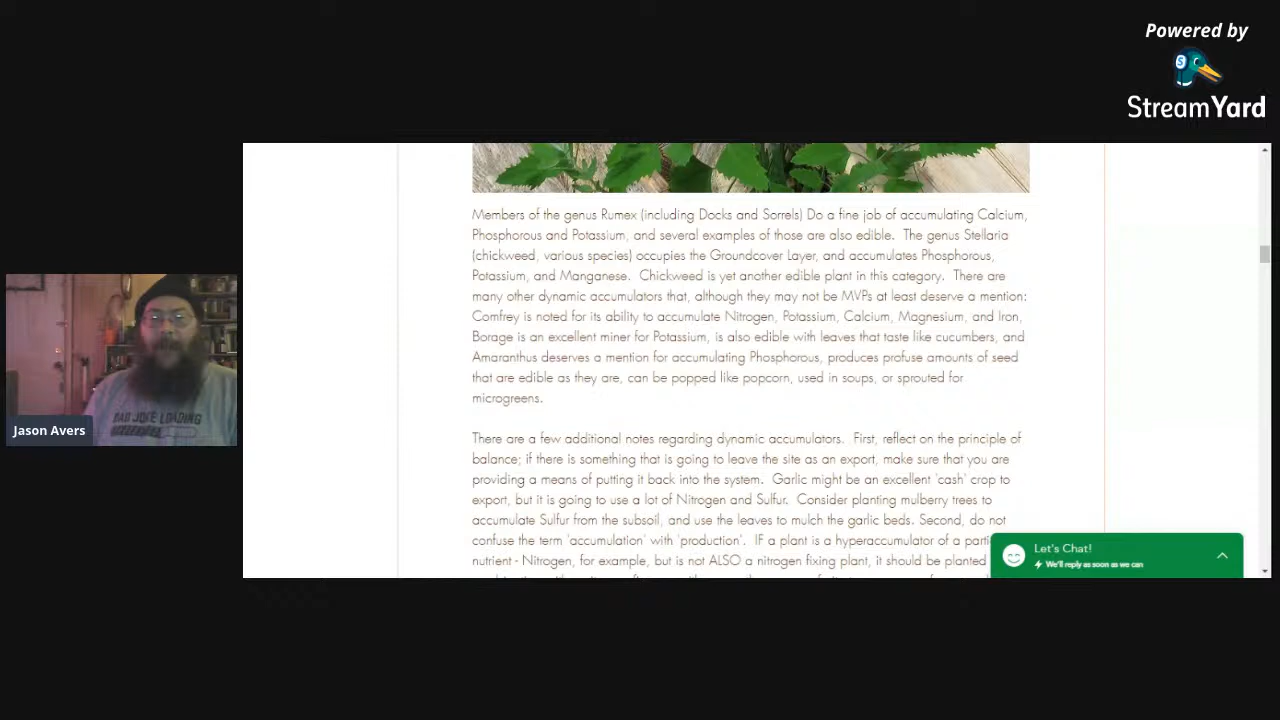 Powered by
StreamYard
Members of the genus Rumex (including Docks and Sorrels) Do a fine job of accumulating Calcium,
Phosphorous and Potassium, and several examples of those are also edible.  The genus Stellaria
(chickweed, various species) occupies the Groundcover Layer, and accumulates Phosphorous,
Potassium, and Manganese.  Chickweed is yet another edible plant in this category.  There are
many other dynamic accumulators that, although they may not be MVPs at least deserve a mention:
Comfrey is noted for its ability to accumulate Nitrogen, Potassium, Calcium, Magnesium, and Iron,
Borage is an excellent miner for Potassium, is also edible with leaves that taste like cucumbers, and
Amaranthus deserves a mention for accumulating Phosphorous, produces profuse amounts of seed
that are edible as they are, can be popped like popcorn, used in soups, or sprouted for
microgreens.
There are a few additional notes regarding dynamic accumulators.  First, reflect on the principle of
balance; if there is something that is going to leave the site as an export, make sure that you are
providing a means of putting it back into the system.  Garlic might be an excellent 'cash' crop to
export, but it is going to use a lot of Nitrogen and Sulfur.  Consider planting mulberry trees to
accumulate Sulfur from the subsoil, and use the leaves to mulch the garlic beds. Second, do not
confuse the term 'accumulation' with 'production'.  IF a plant is a hyperaccumulator of a parti
nutrient - Nitrogen, for example, but is not ALSO a nitrogen fixing plant, it should be planted
Let's Chat!
We'll reply as soon as we can
BAD JOKE LOADING
Jason Avers